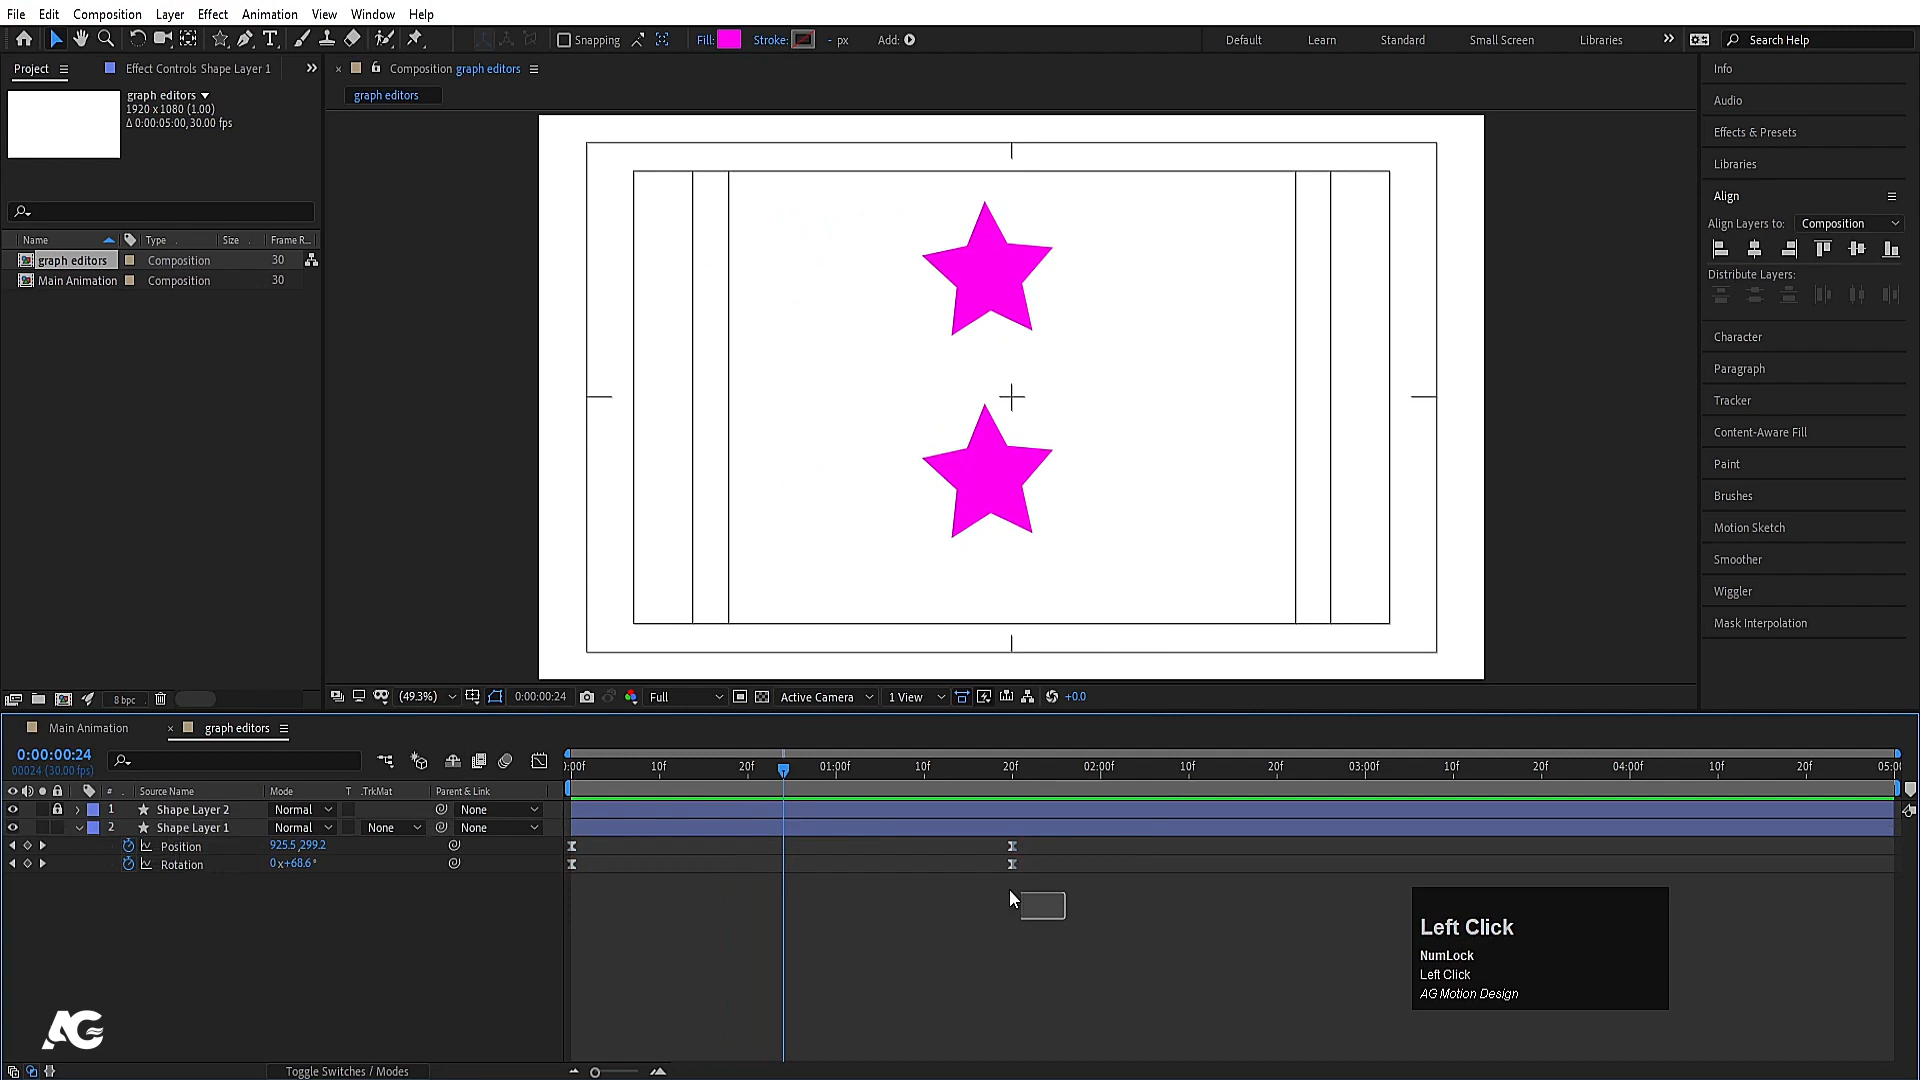 File Edit Composition Layer Effect Animation View Window Help
Snapping Fill: Stroke: - px Add: Default Learn Standard Small Screen Libraries Search Help
Project Effect Controls Shape Layer 1 Composition graph editors Info
graph editors
1920 x 1080 (1.00)
Δ 0:00:05:00, 30.00 fps
graph editors
Audio
Effects & Presets
Libraries
Align
Align Layers to: Composition
Distribute Layers:
Name Type Size Frame R...
graph editors Composition 30
Main Animation Composition 30
Character
Paragraph
Tracker
Content-Aware Fill
Paint
Brushes
Motion Sketch
Smoother
Wiggler
Mask Interpolation
8 bpc (49.3%) 0:00:00:24 Full Active Camera 1 View +0.0
Main Animation graph editors
0:00:00:24
00024 (30.00 fps)
):00f 10f 20f 01:00f 10f 20f 02:00f 10f 20f 03:00f 10f 20f 04:00f 10f 20f 05:0
# Source Name Mode T .TrkMat Parent & Link
1 Shape Layer 2 Normal None
2 Shape Layer 1 Normal None None
Position 925.5,299.2
Rotation 0x+68.6°
Left Click
NumLock
Left Click
AG Motion Design
AG
Toggle Switches / Modes